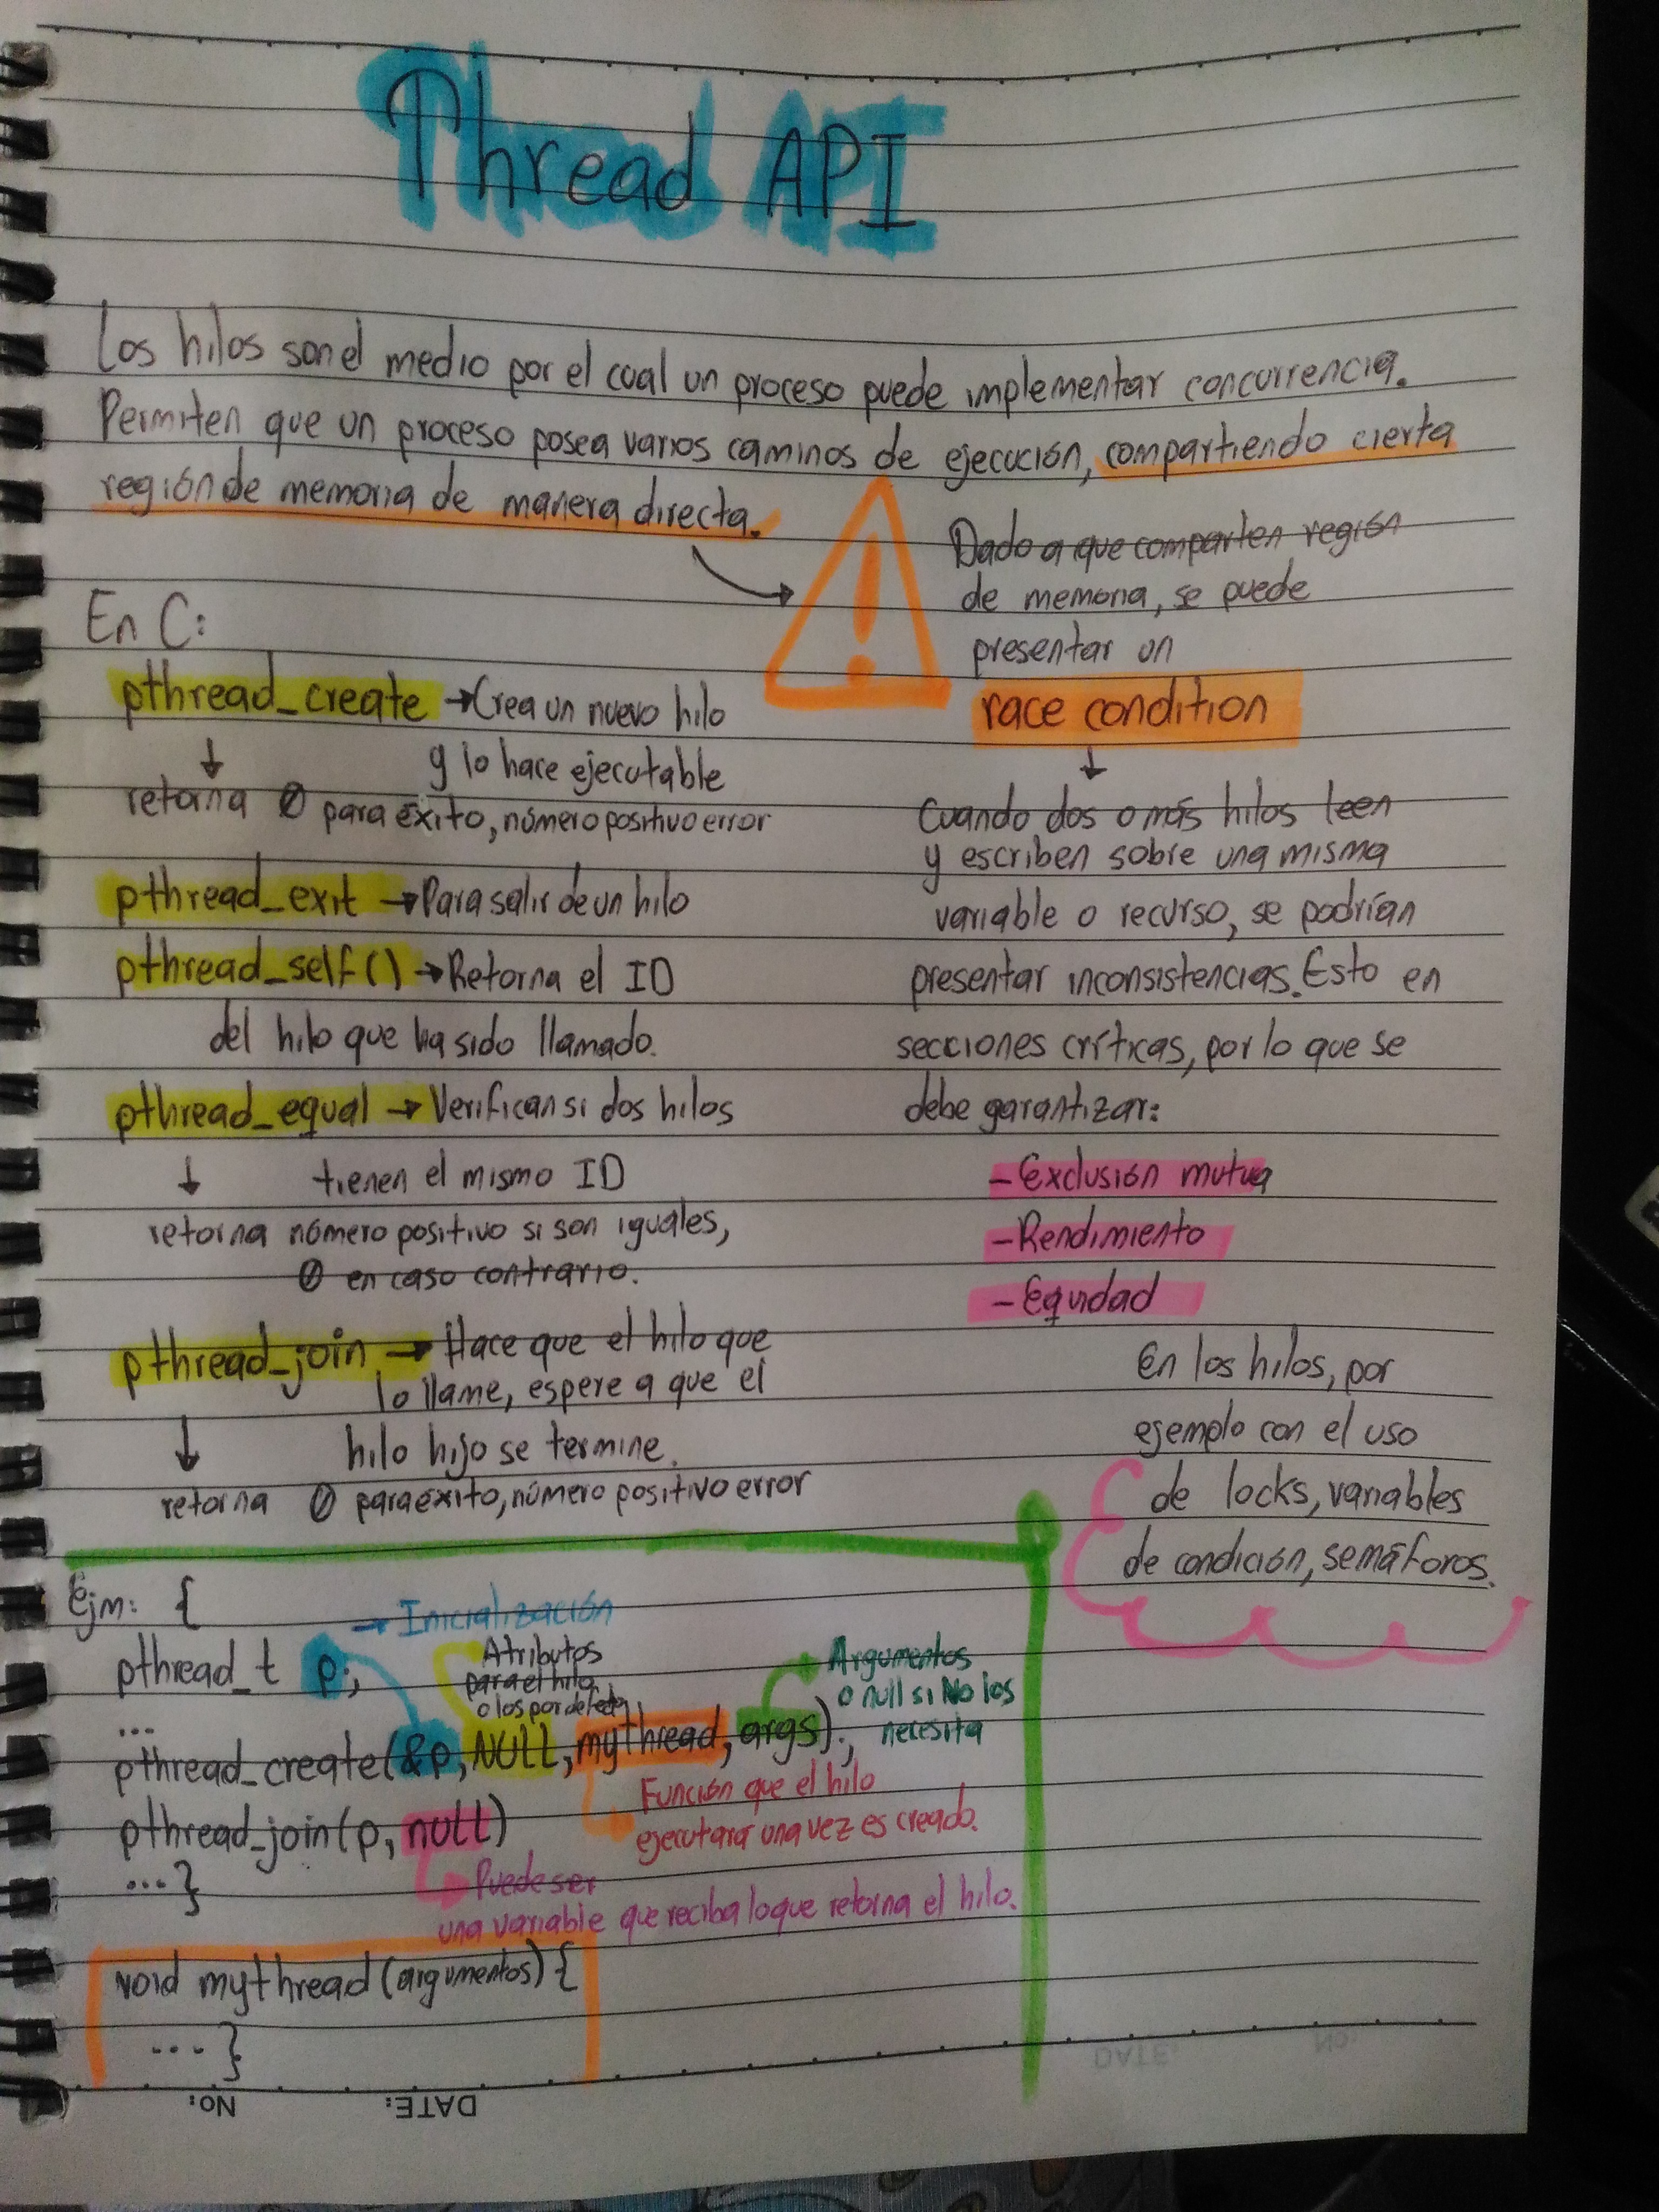 Thread API
Los hilos son el medio por el cual un proceso puede implementar concurrencia.
Permiten que un proceso posea varios caminos de ejecución, compartiendo cierta
región de memoria de manera directa.
En C:
pthread_create → Crea un nuevo hilo
y lo hace ejecutable
↓
retorna 0 para éxito, número positivo error
pthread_exit → Para salir de un hilo
pthread_self() → Retorna el ID
del hilo que ha sido llamado.
pthread_equal → Verifican si dos hilos
↓ tienen el mismo ID
retorna número positivo si son iguales,
0 en caso contrario.
pthread_join → Hace que el hilo que
lo llame, espere a que el
↓ hilo hijo se termine.
retorna 0 para éxito, número positivo error
!
Dado a que comparten región
de memoria, se puede
presentar un
race condition
↓
Cuando dos o más hilos leen
y escriben sobre una misma
variable o recurso, se podrían
presentar inconsistencias. Esto en
secciones críticas, por lo que se
debe garantizar:
- Exclusión mutua
- Rendimiento
- Equidad
En los hilos, por
ejemplo con el uso
de locks, variables
de condición, semáforos.
Ejm: {
→ Inicialización
pthread_t p;
Atributos
para el hilo
o los por defecto
Argumentos
o null si No los
necesita
...
pthread_create(&p, NULL, mythread, args);
Función que el hilo
ejecutara una vez es creado.
pthread_join(p, null)
... }
Puede ser
una variable que reciba lo que retorna el hilo.
void mythread (argumentos) {
... }
No:
DATE:
DATE:
No: